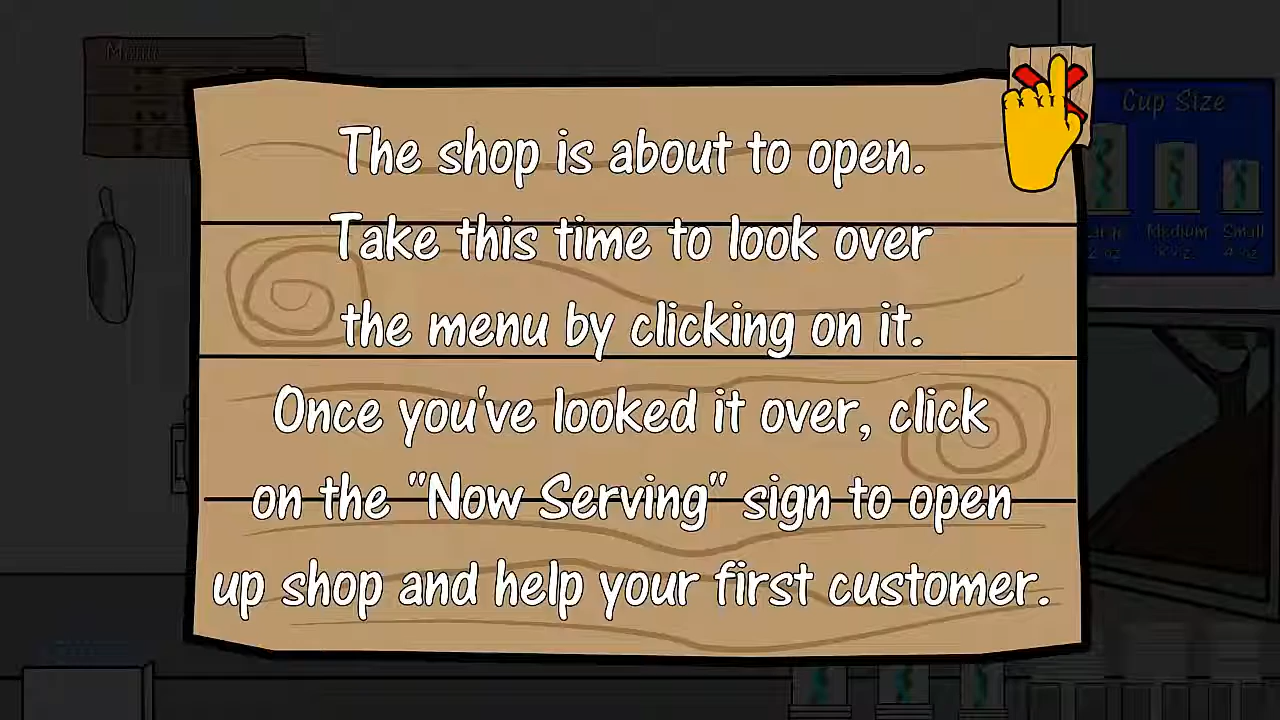 Menu
The shop is about to open.
Take this time to look over
the menu by clicking on it.
Once you've looked it over, click
on the "Now Serving" sign to open
up shop and help your first customer.
Cup Size
Medium
Small